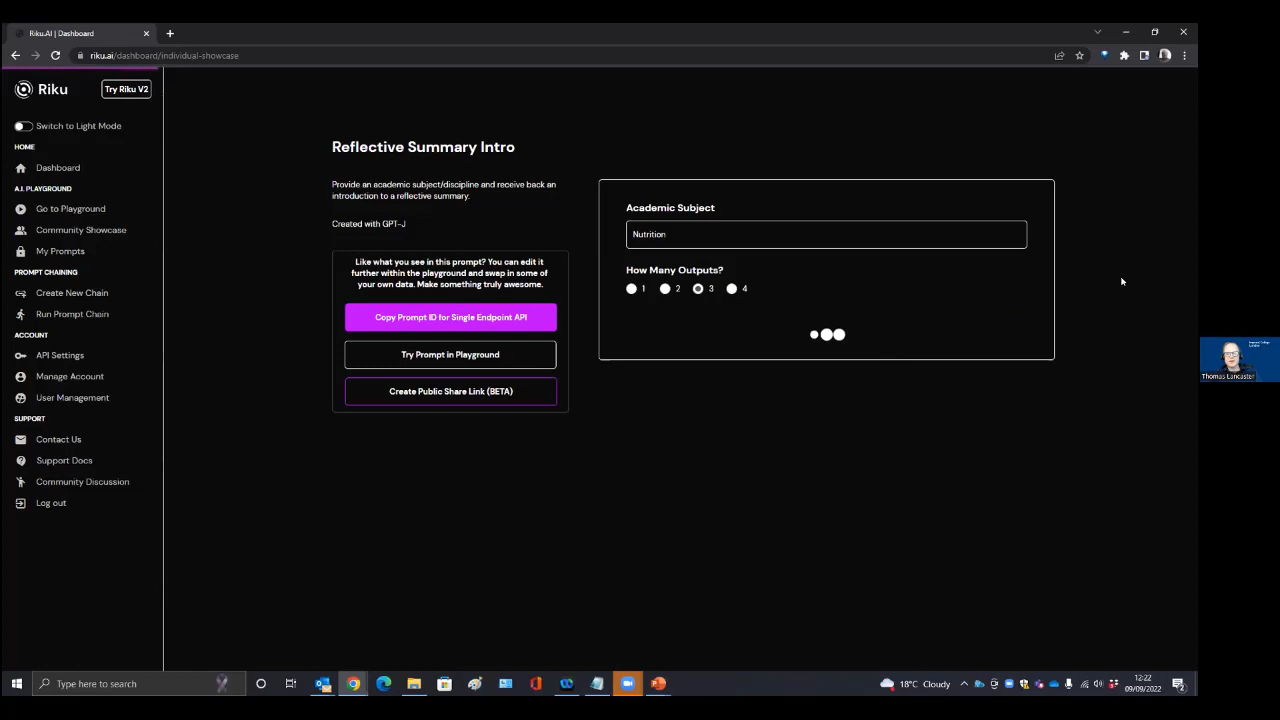 Riku.AI | Dashboard
riku.ai/dashboard/individual-showcase
Riku
Try Riku V2
Switch to Light Mode
HOME
Dashboard
A.I. PLAYGROUND
Go to Playground
Community Showcase
My Prompts
PROMPT CHAINING
Create New Chain
Run Prompt Chain
ACCOUNT
API Settings
Manage Account
User Management
SUPPORT
Contact Us
Support Docs
Community Discussion
Log out
Reflective Summary Intro
Provide an academic subject/discipline and receive back an
introduction to a reflective summary.
Created with GPT-J
Like what you see in this prompt? You can edit it
further within the playground and swap in some of
your own data. Make something truly awesome.
Copy Prompt ID for Single Endpoint API
Try Prompt in Playground
Create Public Share Link (BETA)
Academic Subject
Nutrition
How Many Outputs?
1 2 3 4
Thomas Lancaster
Type here to search
18°C Cloudy
12:22
09/09/2022